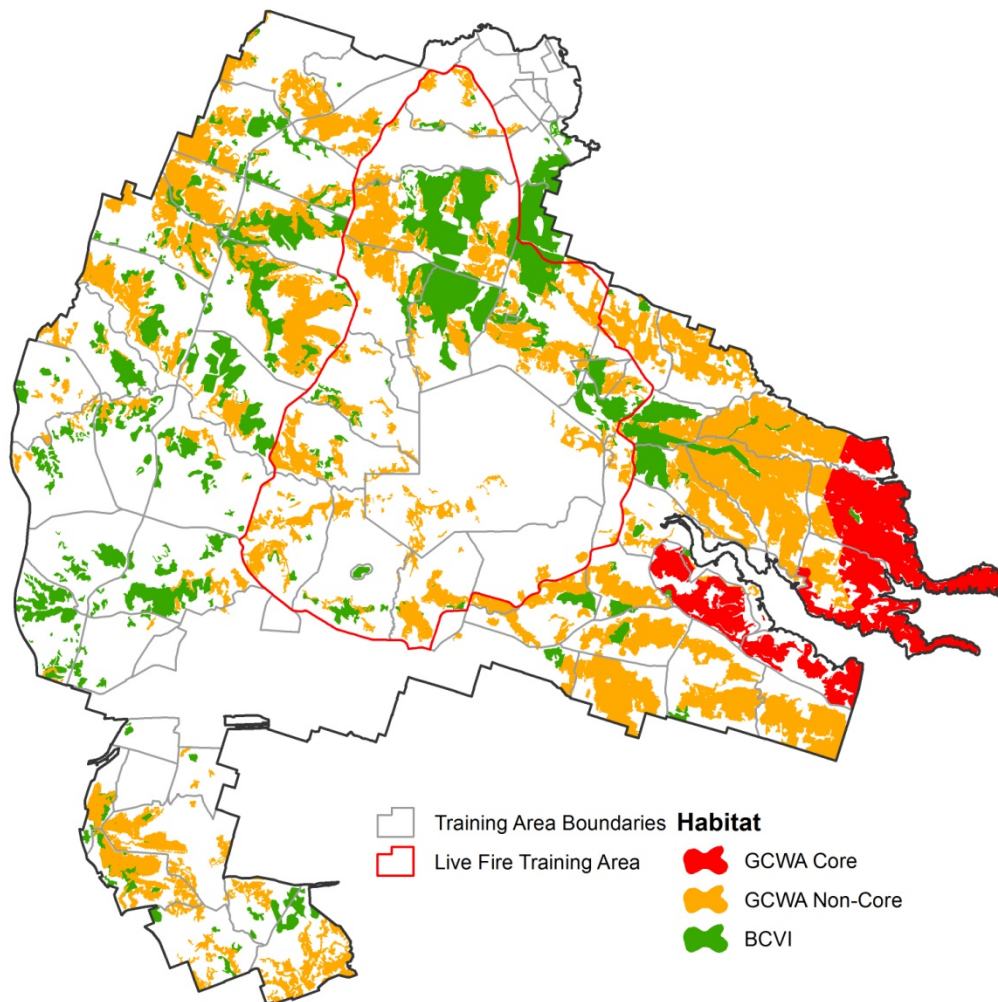 Training Area Boundaries
Live Fire Training Area
Habitat
GCWA Core
GCWA Non-Core
BCVI